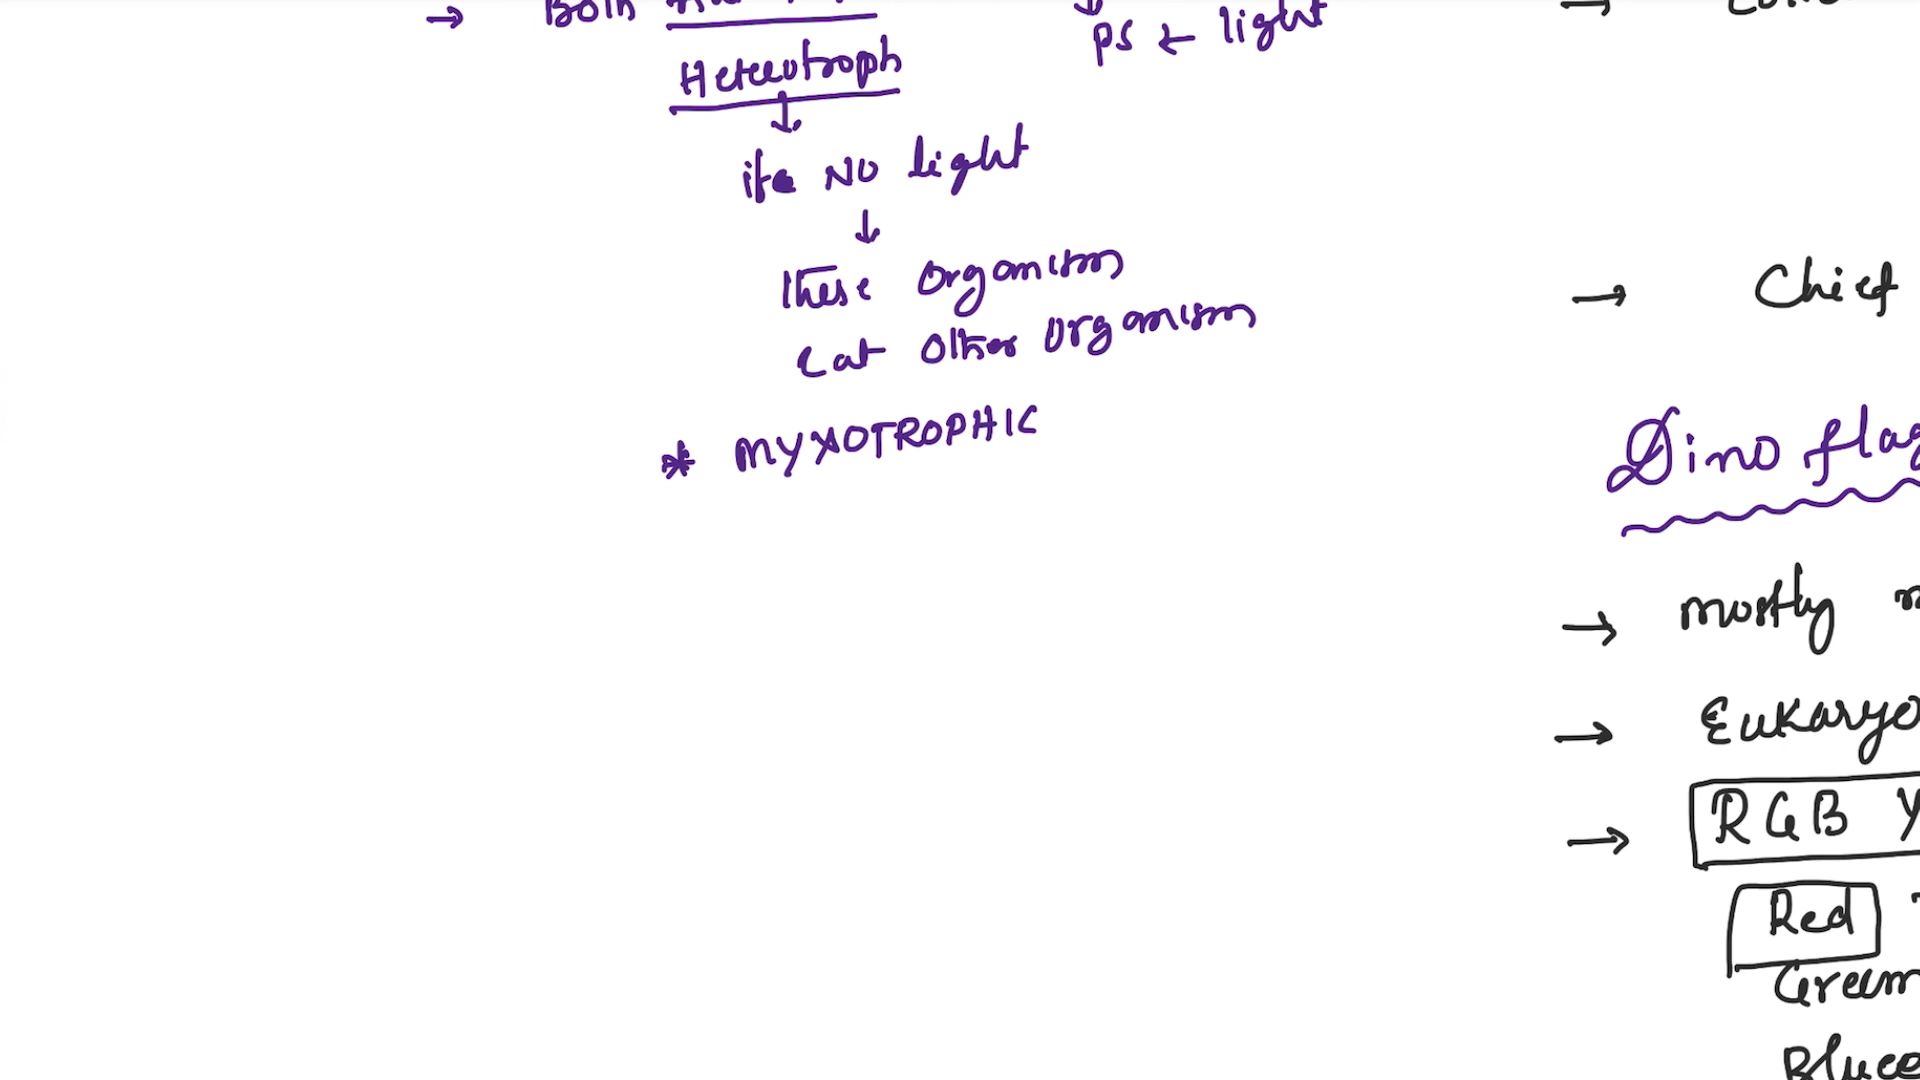 → Both
Heterotroph
↓
PS ← light
↓
if NO light
↓
these organism
eat other organism
* MYXOTROPHIC
→ Chief
Dino flag
→ mostly
→ Eukaryo
→ RGB Y
Red
Green
Blue